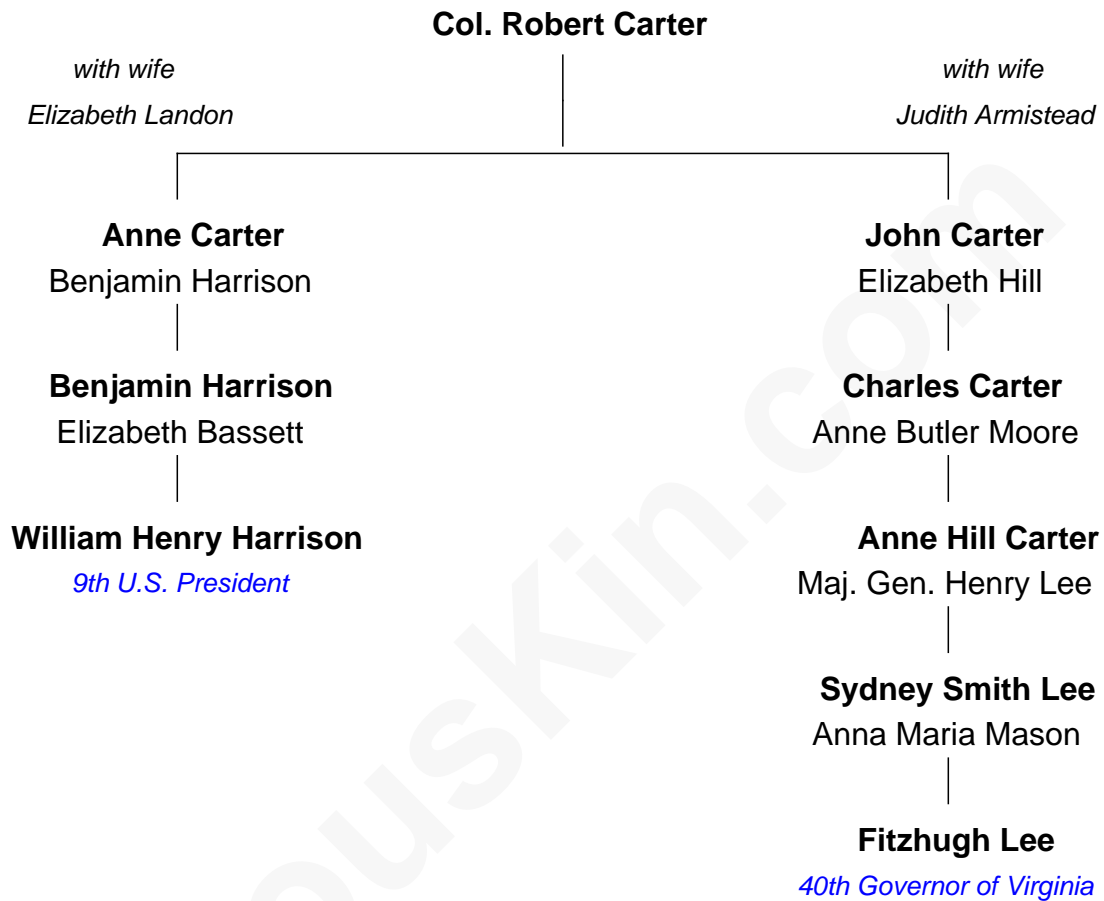 Col. Robert Carter
with wife
Elizabeth Landon
with wife
Judith Armistead
Anne Carter
Benjamin Harrison
John Carter
Elizabeth Hill
Benjamin Harrison
Elizabeth Bassett
Charles Carter
Anne Butler Moore
William Henry Harrison
9th U.S. President
Anne Hill Carter
Maj. Gen. Henry Lee
Sydney Smith Lee
Anna Maria Mason
Fitzhugh Lee
40th Governor of Virginia
ousKin.com